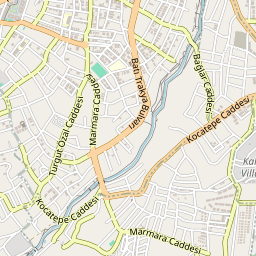 Batı Trakya Bulvarı
Bağlar Caddesi
Marmara Caddesi
Turgut Özal Caddesi
Kocatepe Caddesi
Kocatepe Caddesi
Marmara Caddesi